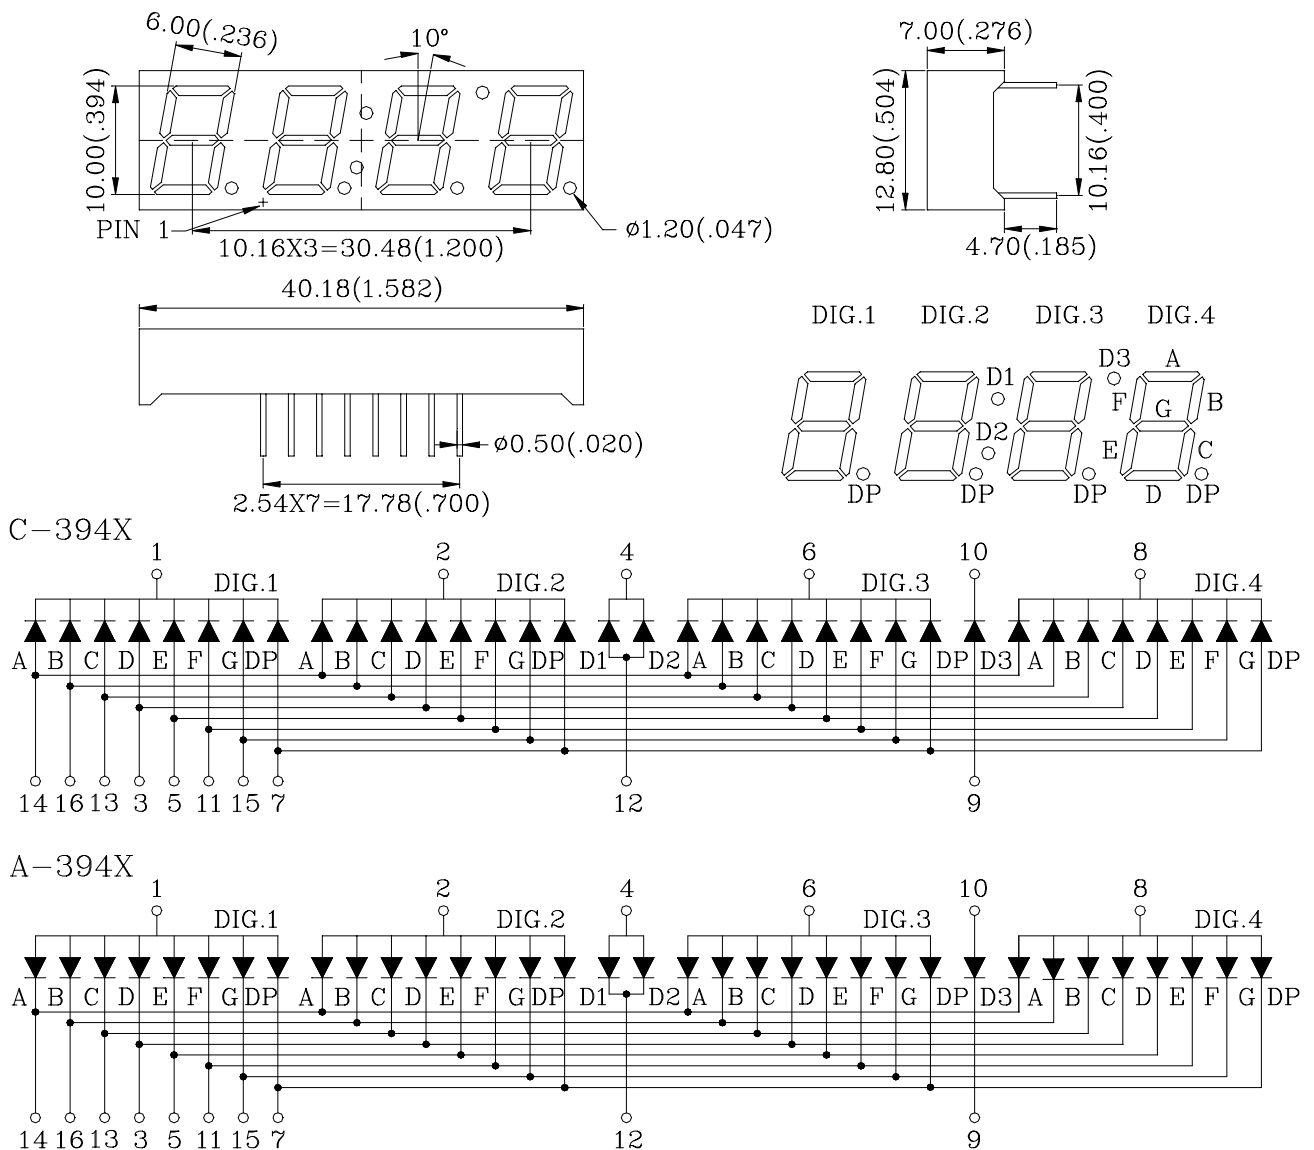 6.00(.236)
10°
7.00(.276)
10.00(.394)
12.80(.504)
10.16(.400)
PIN 1
10.16X3=30.48(1.200)
ø1.20(.047)
4.70(.185)
40.18(1.582)
DIG.1 DIG.2 DIG.3 DIG.4
D3 A
D1 F G B
ø0.50(.020)
D2 E C
DP DP DP D DP
2.54X7=17.78(.700)
C-394X
1 2 4 6 10 8
DIG.1 DIG.2 DIG.3 DIG.4
A B C D E F G DP A B C D E F G DP D1 D2 A B C D E F G DP D3 A B C D E F G DP
14 16 13 3 5 11 15 7 12 9
A-394X
1 2 4 6 10 8
DIG.1 DIG.2 DIG.3 DIG.4
A B C D E F G DP A B C D E F G DP D1 D2 A B C D E F G DP D3 A B C D E F G DP
14 16 13 3 5 11 15 7 12 9